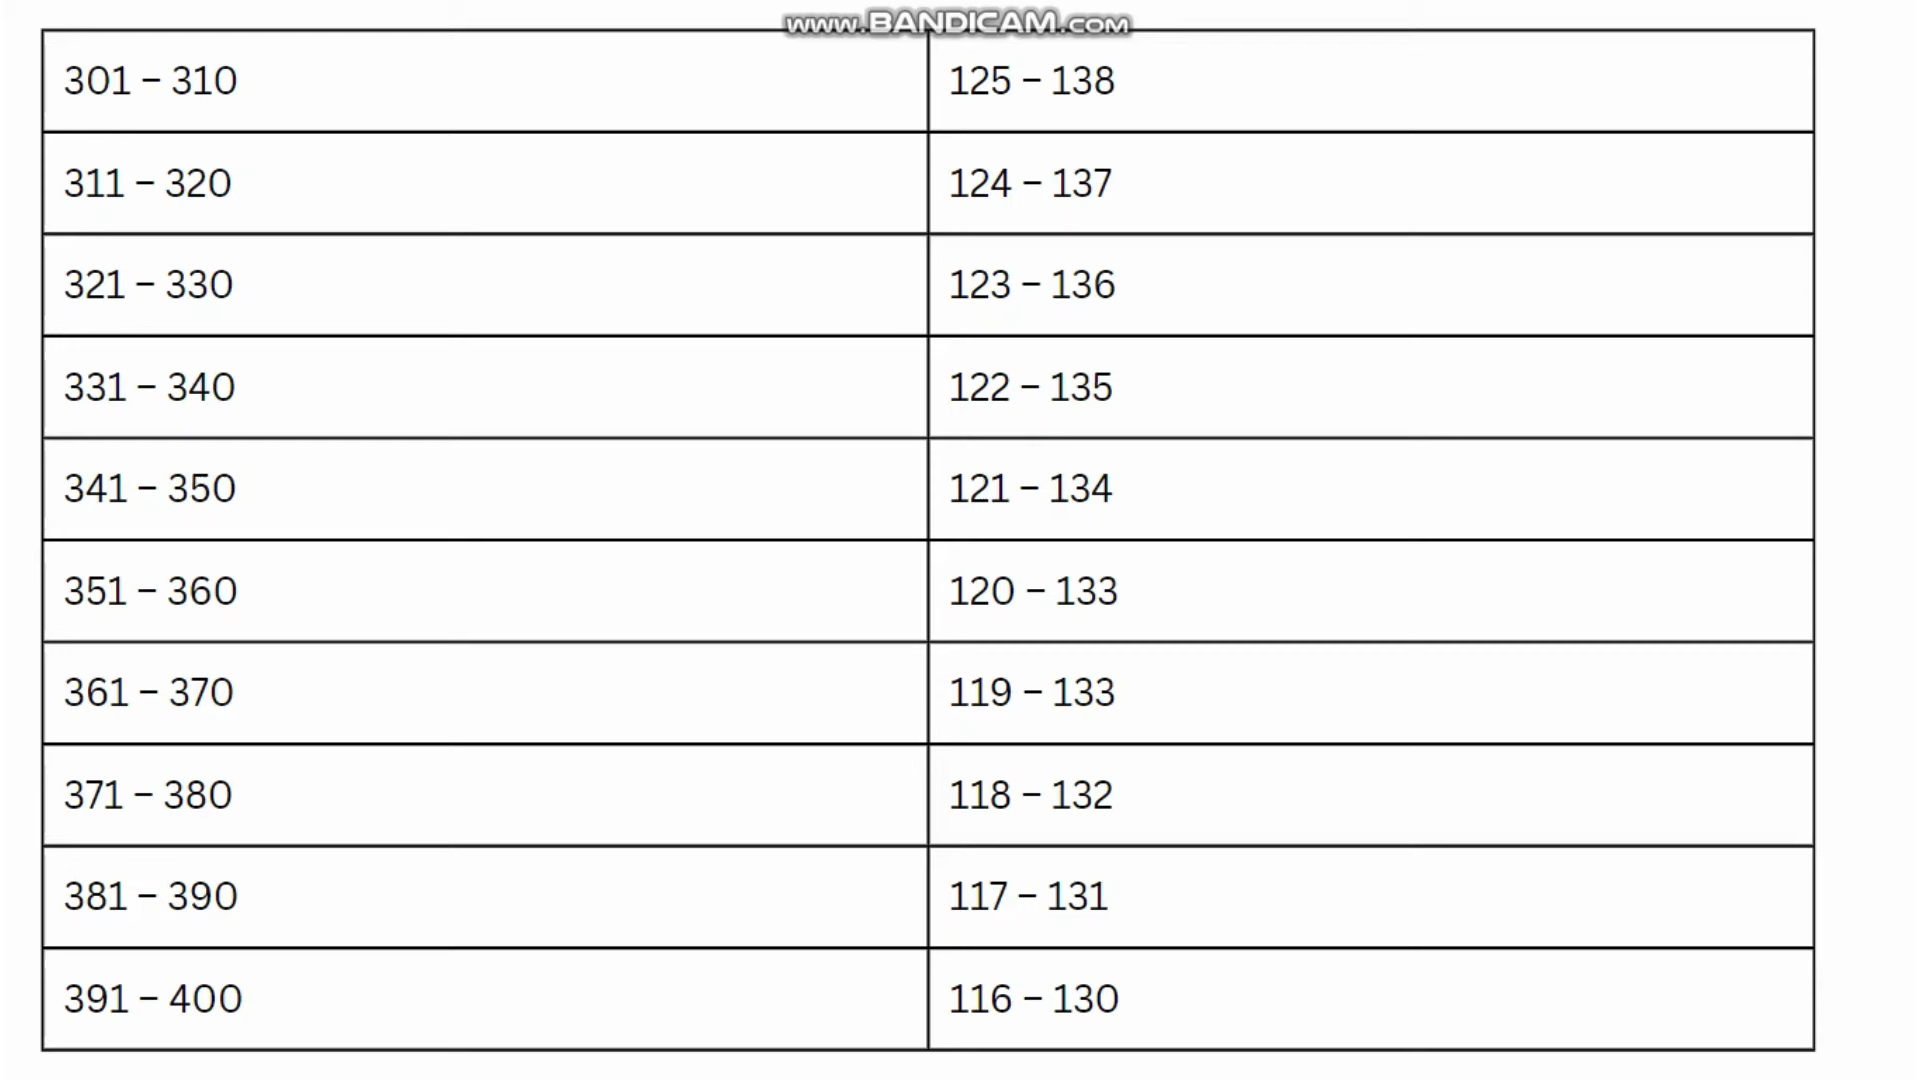 www.BANDICAM.com
301 – 310 125 – 138
311 – 320 124 – 137
321 – 330 123 – 136
331 – 340 122 – 135
341 – 350 121 – 134
351 – 360 120 – 133
361 – 370 119 – 133
371 – 380 118 – 132
381 – 390 117 – 131
391 – 400 116 – 130